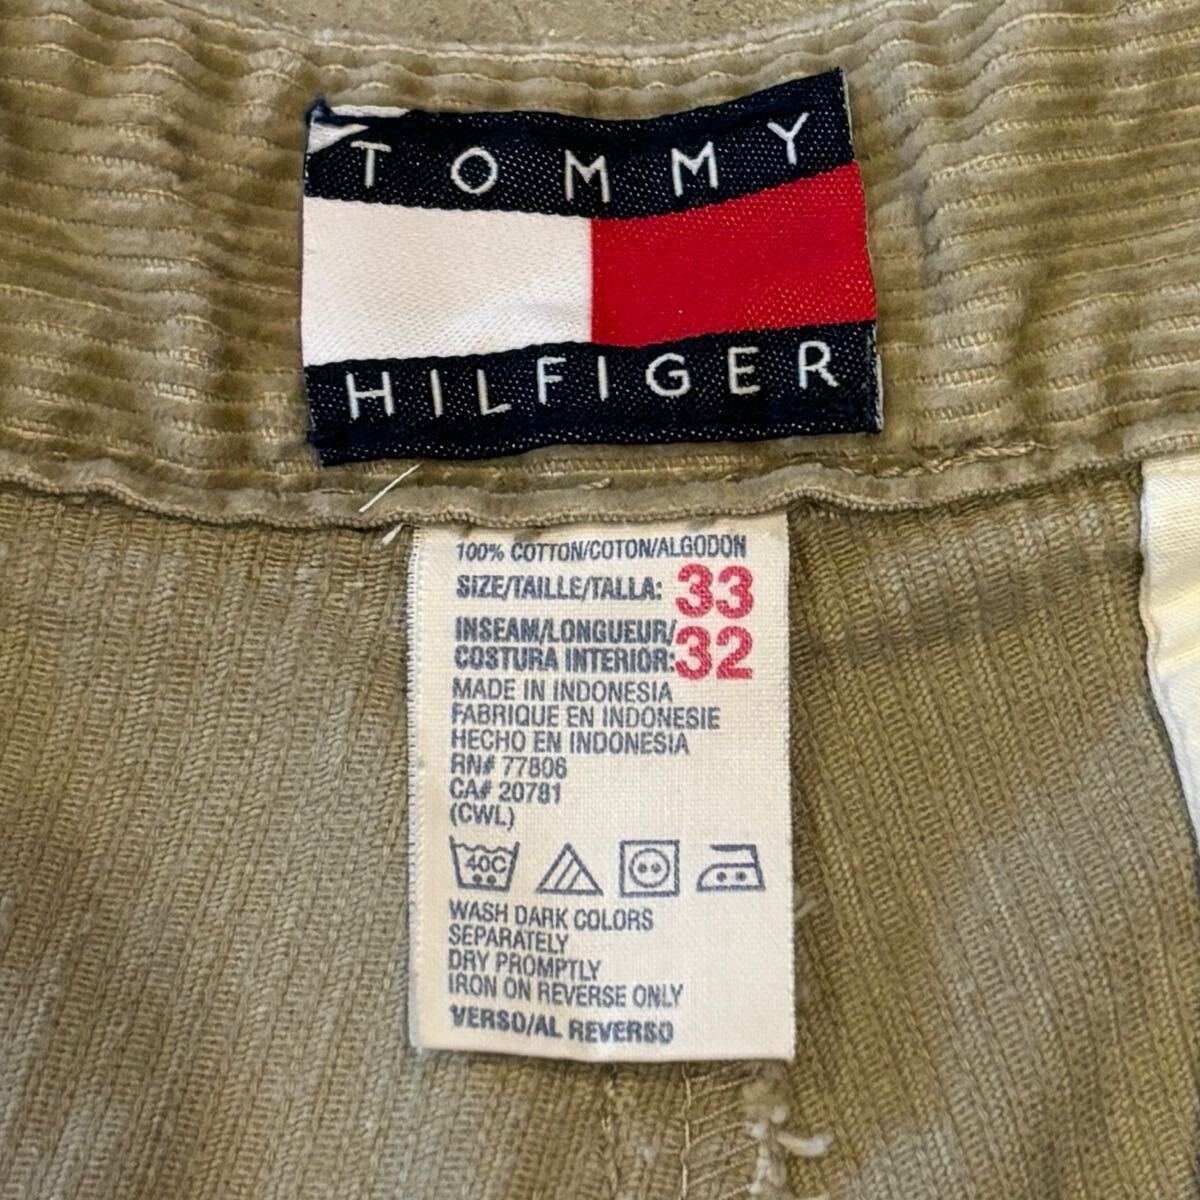 TOMMY
HILFIGER
100% COTTON/COTON/ALGODON
SIZE/TAILLE/TALLA: 33
INSEAM/LONGUEUR/
COSTURA INTERIOR: 32
MADE IN INDONESIA
FABRIQUE EN INDONESIE
HECHO EN INDONESIA
RN# 77806
CA# 20781
(CWL)
40C
WASH DARK COLORS
SEPARATELY
DRY PROMPTLY
IRON ON REVERSE ONLY
VERSO/AL REVERSO